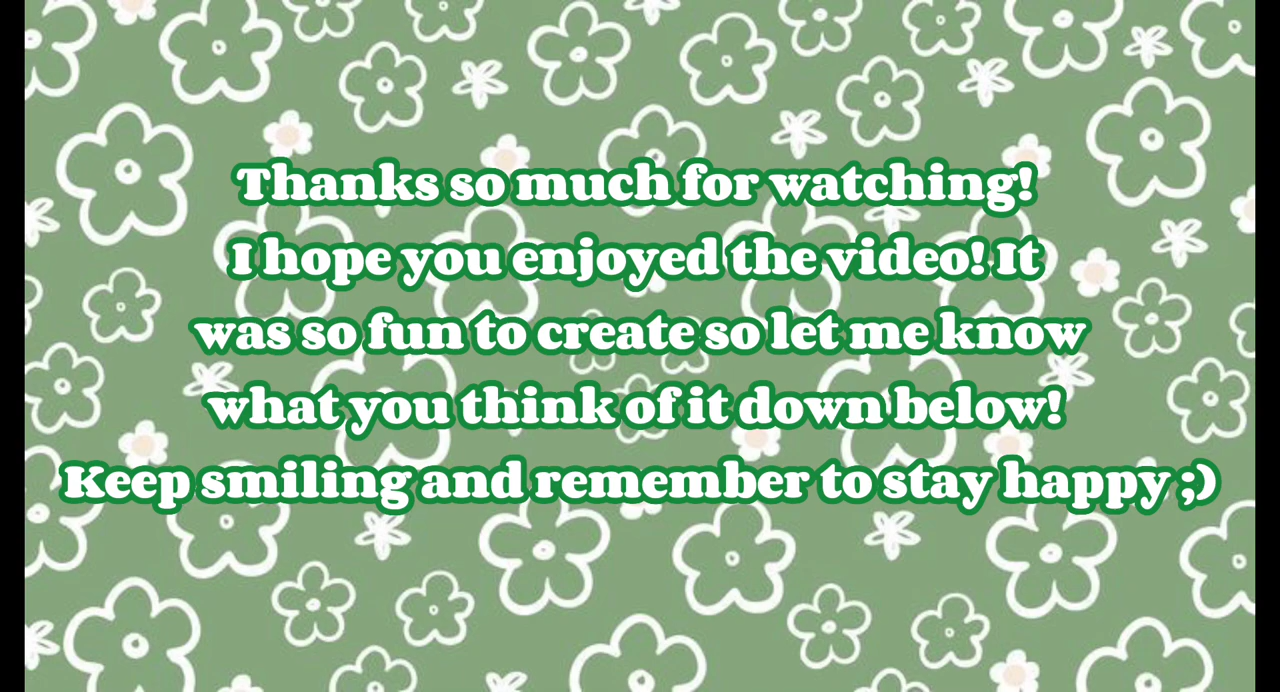 Thanks so much for watching!
I hope you enjoyed the video! It
was so fun to create so let me know
what you think of it down below!
Keep smiling and remember to stay happy ;)